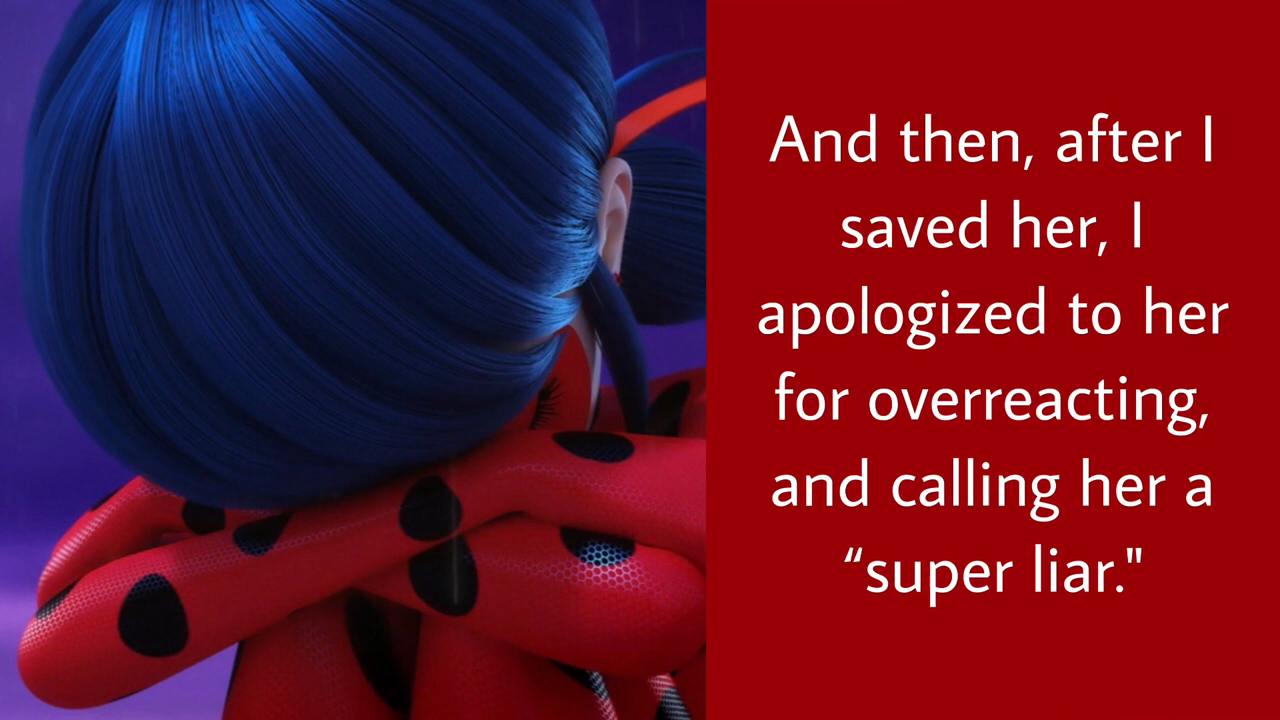 And then, after I
saved her, I
apologized to her
for overreacting,
and calling her a
“super liar."